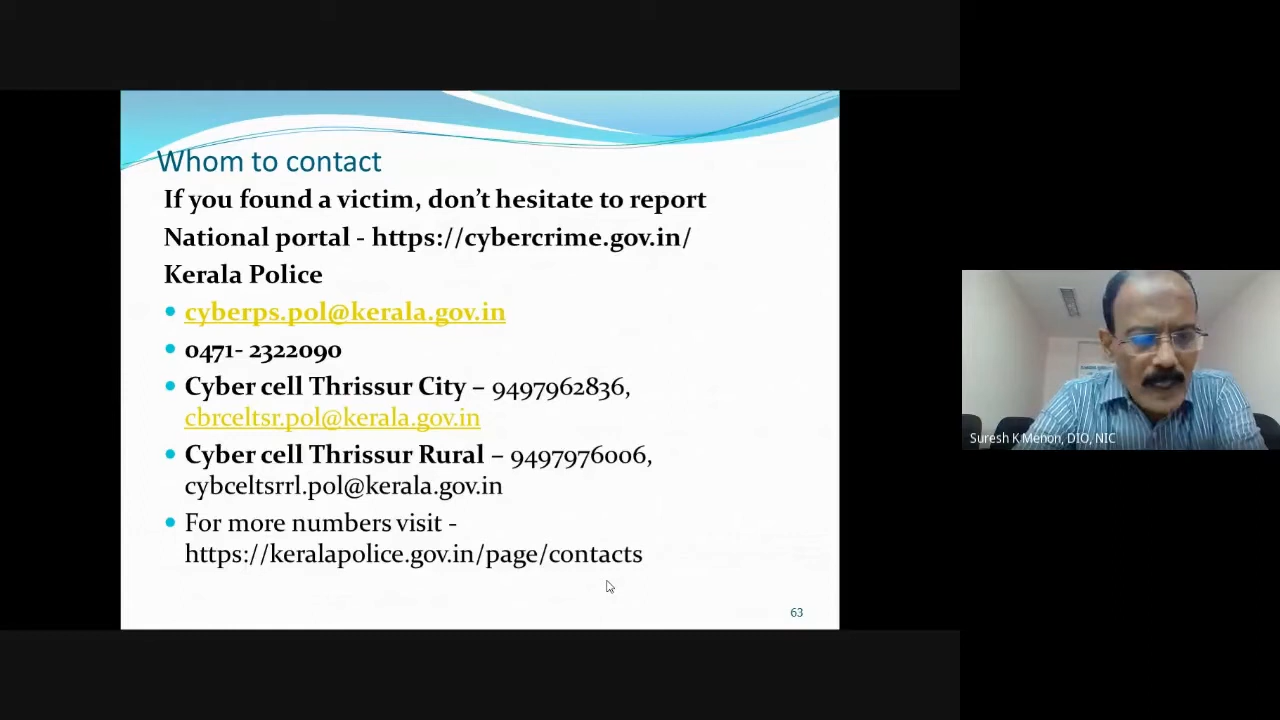 Whom to contact
If you found a victim, don't hesitate to report
National portal - https://cybercrime.gov.in/
Kerala Police
• cyberps.pol@kerala.gov.in
• 0471- 2322090
• Cyber cell Thrissur City – 9497962836,
cbrceltsr.pol@kerala.gov.in
• Cyber cell Thrissur Rural – 9497976006,
cybceltsrrl.pol@kerala.gov.in
• For more numbers visit -
https://keralapolice.gov.in/page/contacts
63
Suresh K Menon, DIO, NIC